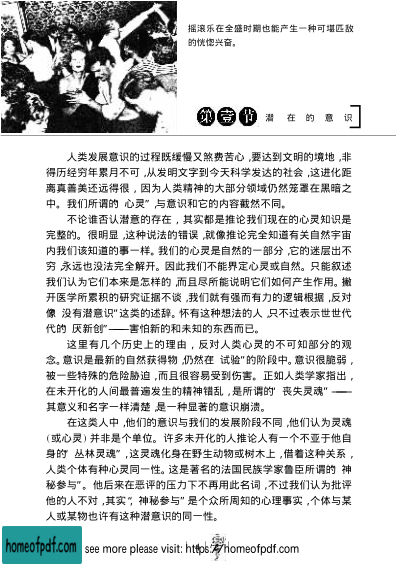 摇滚乐在全盛时期也能产生一种可堪匹敌
的恍惚兴奋。
第壹节 潜在的意识
人类发展意识的过程既缓慢又煞费苦心,要达到文明的境地,非
得历经穷年累月不可,从发明文字到今天科学发达的社会,这进化距
离真善美还远得很,因为人类精神的大部分领域仍然笼罩在黑暗之
中。我们所谓的“心灵”,与意识和它的内容截然不同。
不论谁否认潜意的存在,其实都是推论我们现在的心灵知识是
完整的。很明显,这种说法的错误,就像推论完全知道有关自然宇宙
内我们该知道的事一样。我们的心灵是自然的一部分,它的迷层出不
穷,永远也没法完全解开。因此我们不能界定心灵或自然。只能叙述
我们认为它们本来是怎样的,而且尽所能说明它们如何产生作用。撇
开医学所累积的研究证据不谈,我们就有强而有力的逻辑根据,反对
像“没有潜意识”这类的述辞。怀有这种想法的人,只不过表示世世代
代的“厌新创”——害怕新的和未知的东西而已。
这里有几个历史上的理由,反对人类心灵的不可知部分的观
念。意识是最新的自然获得物,仍然在“试验”的阶段中。意识很脆弱,
被一些特殊的危险胁迫,而且很容易受到伤害。正如人类学家指出,
在未开化的人间最普遍发生的精神错乱,是所谓的“丧失灵魂”——
其意义和名字一样清楚,是一种显著的意识崩溃。
在这类人中,他们的意识与我们的发展阶段不同,他们认为灵魂
(或心灵)并非是个单位。许多未开化的人推论人有一个不亚于他自
身的“丛林灵魂”,这灵魂化身在野生动物或树木上,借着这种关系,
人类个体有种心灵同一性。这是著名的法国民族学家鲁臣所谓的“神
秘参与”。他后来在恶评的压力下不再用此名词,不过我们认为批评
他的人不对,其实“,神秘参与”是个众所周知的心理事实,个体与某
人或某物也许有这种潜意识的同一性。
homeofpdf.com see more please visit: https://homeofpdf.com